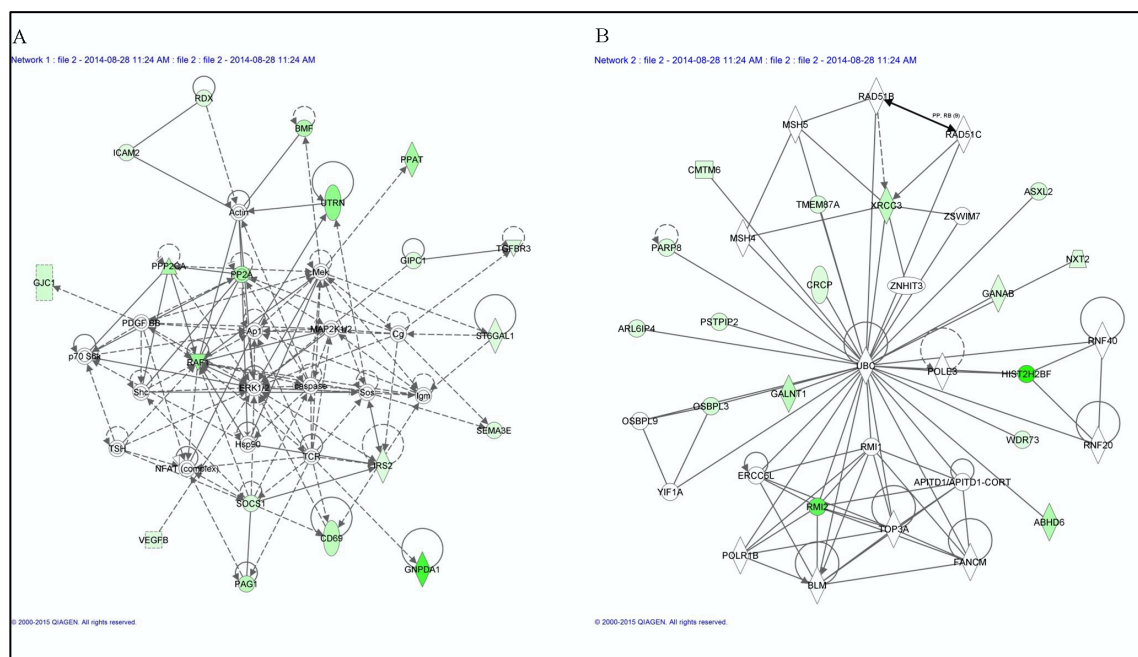 A
Network 1 : file 2 - 2014-08-28 11:24 AM : file 2 : file 2 - 2014-08-28 11:24 AM
RDX
BMF
ICAM2
PPAT
UTRN
Actin
TGFBR3
GIPC1
PPP2CA
PP2A
Mek
GJC1
PDGF BB
Ap1
MAP2K1/2
Cg
ST6GAL1
p70 S6k
RAF1
ERK1/2
caspase
Shc
Sos
Igm
SEMA3E
TSH
Hsp90
TCR
NFAT (complex)
IRS2
SOCS1
VEGFB
CD69
GNPDA1
PAG1
© 2000-2015 QIAGEN. All rights reserved.
B
Network 2 : file 2 - 2014-08-28 11:24 AM : file 2 : file 2 - 2014-08-28 11:24 AM
RAD51B
PP, RB (9)
MSH5
RAD51C
CMTM6
TMEM87A
XRCC3
ASXL2
ZSWIM7
MSH4
PARP8
NXT2
CRCP
ZNHIT3
GANAB
ARL6IP4
PSTPIP2
RNF40
UBC
POLE3
HIST2H2BF
GALNT1
OSBPL3
OSBPL9
WDR73
RNF20
RMI1
YIF1A
ERCC6L
APITD1/APITD1-CORT
RMI2
TOP3A
ABHD6
POLR1B
FANCM
BLM
© 2000-2015 QIAGEN. All rights reserved.